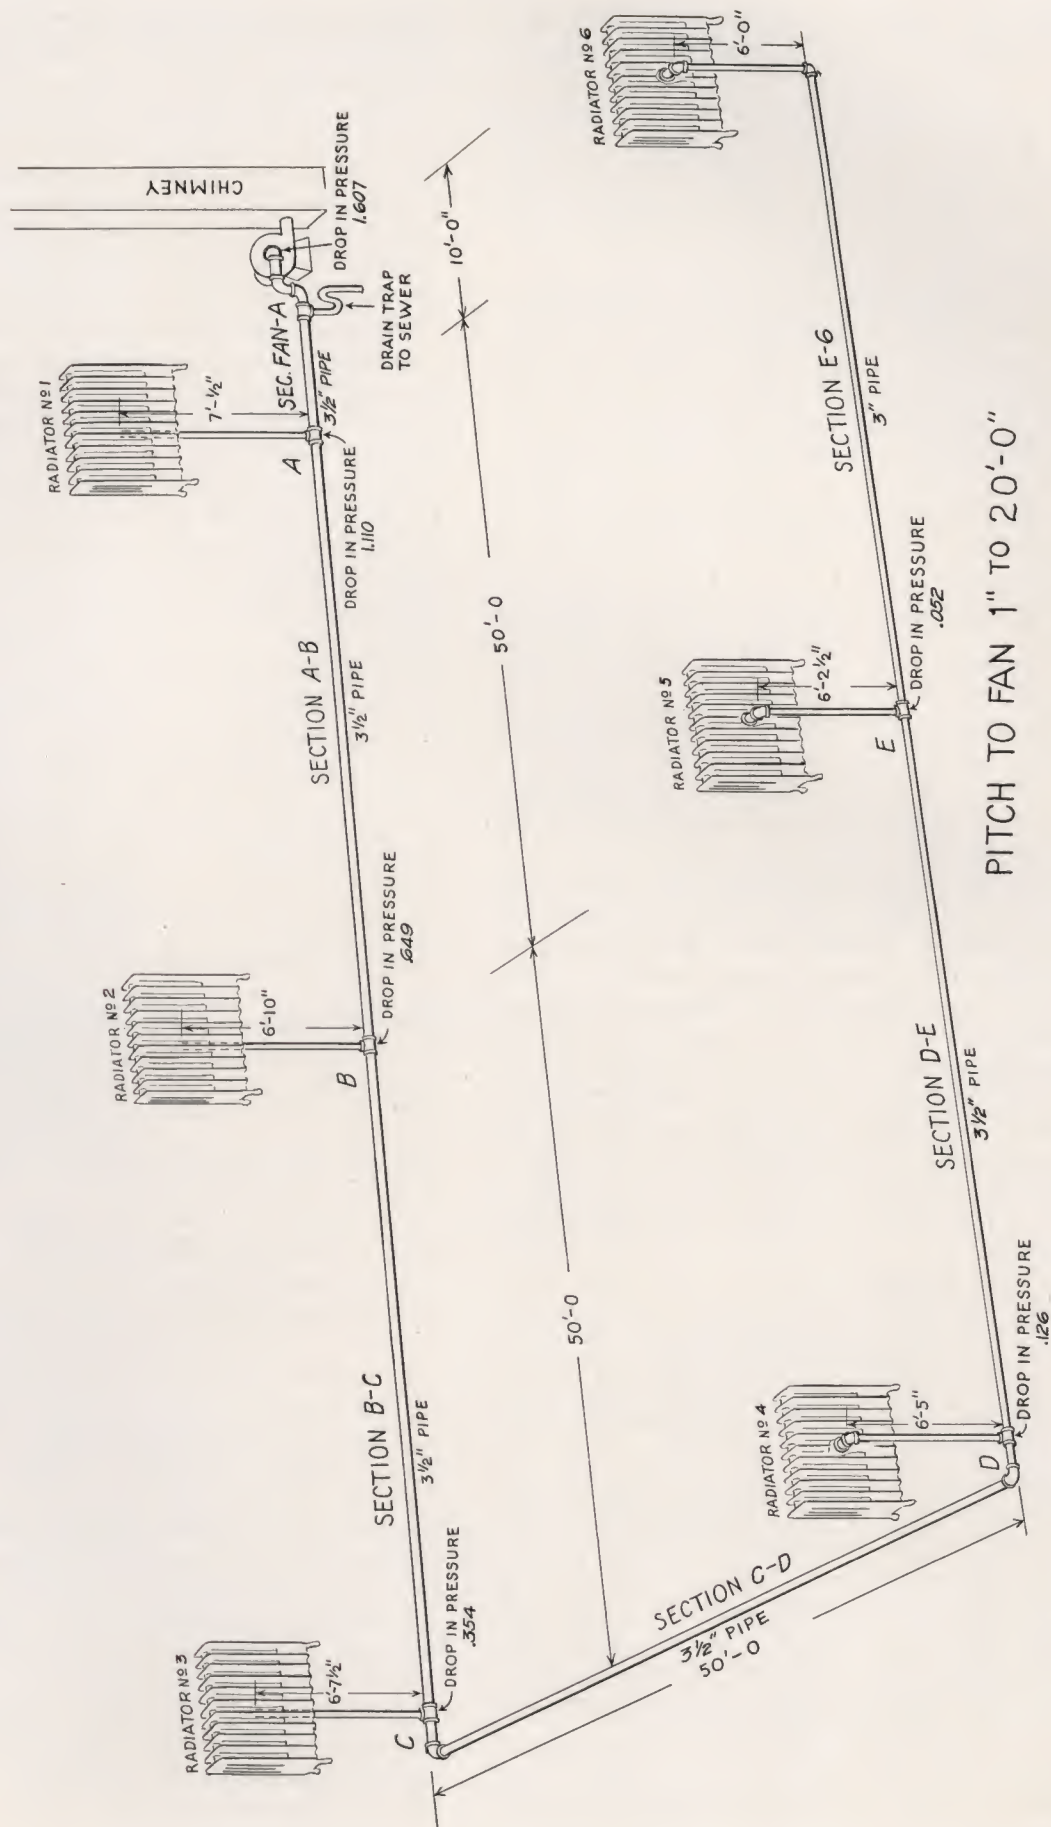 RADIATOR Nº 6
6'-0"
CHIMNEY
DROP IN PRESSURE
1.607
SEC. FAN-A
3½" PIPE
DRAIN TRAP
TO SEWER
10'-0"
RADIATOR Nº 1
7'-½"
A
DROP IN PRESSURE
1.110
SECTION A-B
3½" PIPE
50'-0
SECTION E-6
3" PIPE
RADIATOR Nº 5
6'-2½"
E
DROP IN PRESSURE
.052
RADIATOR Nº 2
6'-10"
B
DROP IN PRESSURE
.649
SECTION B-C
3½" PIPE
50'-0
SECTION D-E
3½" PIPE
RADIATOR Nº 4
6'-5"
D
DROP IN PRESSURE
.126
RADIATOR Nº 3
6'-7½"
C
DROP IN PRESSURE
.354
SECTION C-D
3½" PIPE
50'-0
PITCH TO FAN 1" TO 20'-0"